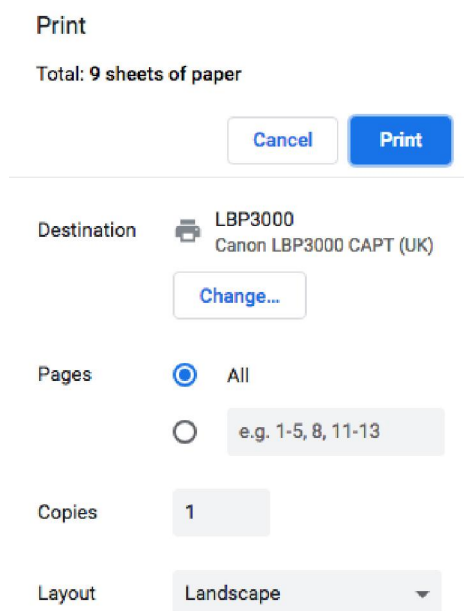 Print
Total: 9 sheets of paper
Cancel Print
Destination LBP3000
Canon LBP3000 CAPT (UK)
Change...
Pages All
e.g. 1-5, 8, 11-13
Copies 1
Layout Landscape